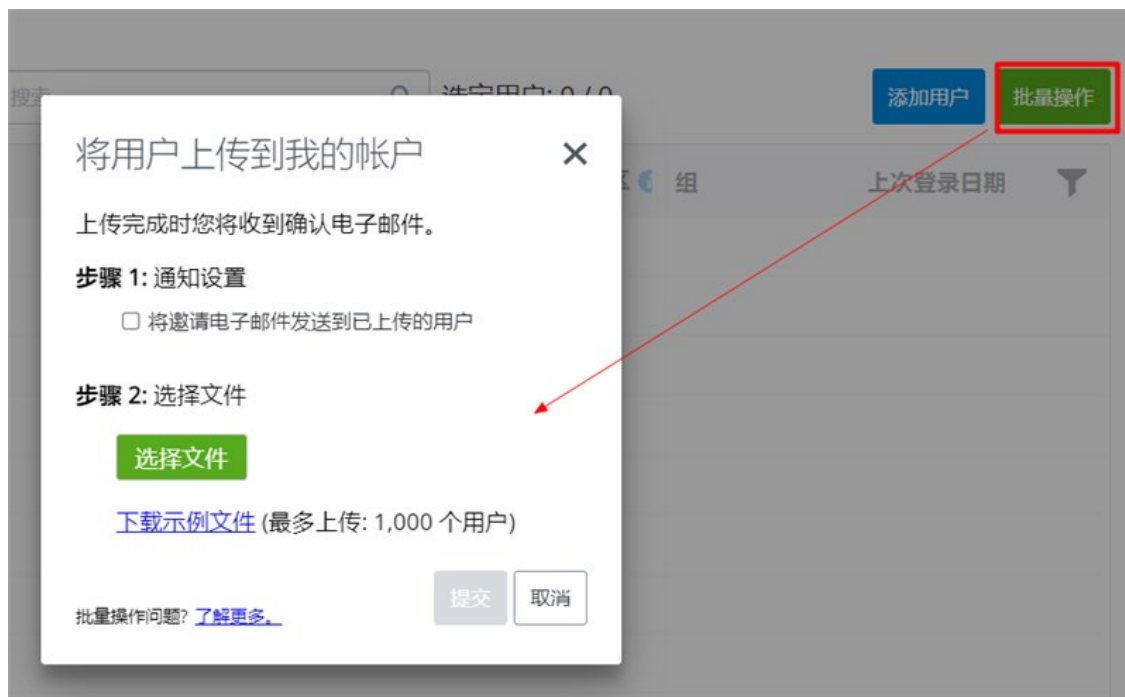 搜索
选定用户: 0 / 0
添加用户
批量操作
将用户上传到我的帐户
组
上次登录日期
上传完成时您将收到确认电子邮件。
步骤 1: 通知设置
将邀请电子邮件发送到已上传的用户
步骤 2: 选择文件
选择文件
下载示例文件 (最多上传: 1,000 个用户)
提交
取消
批量操作问题? 了解更多。